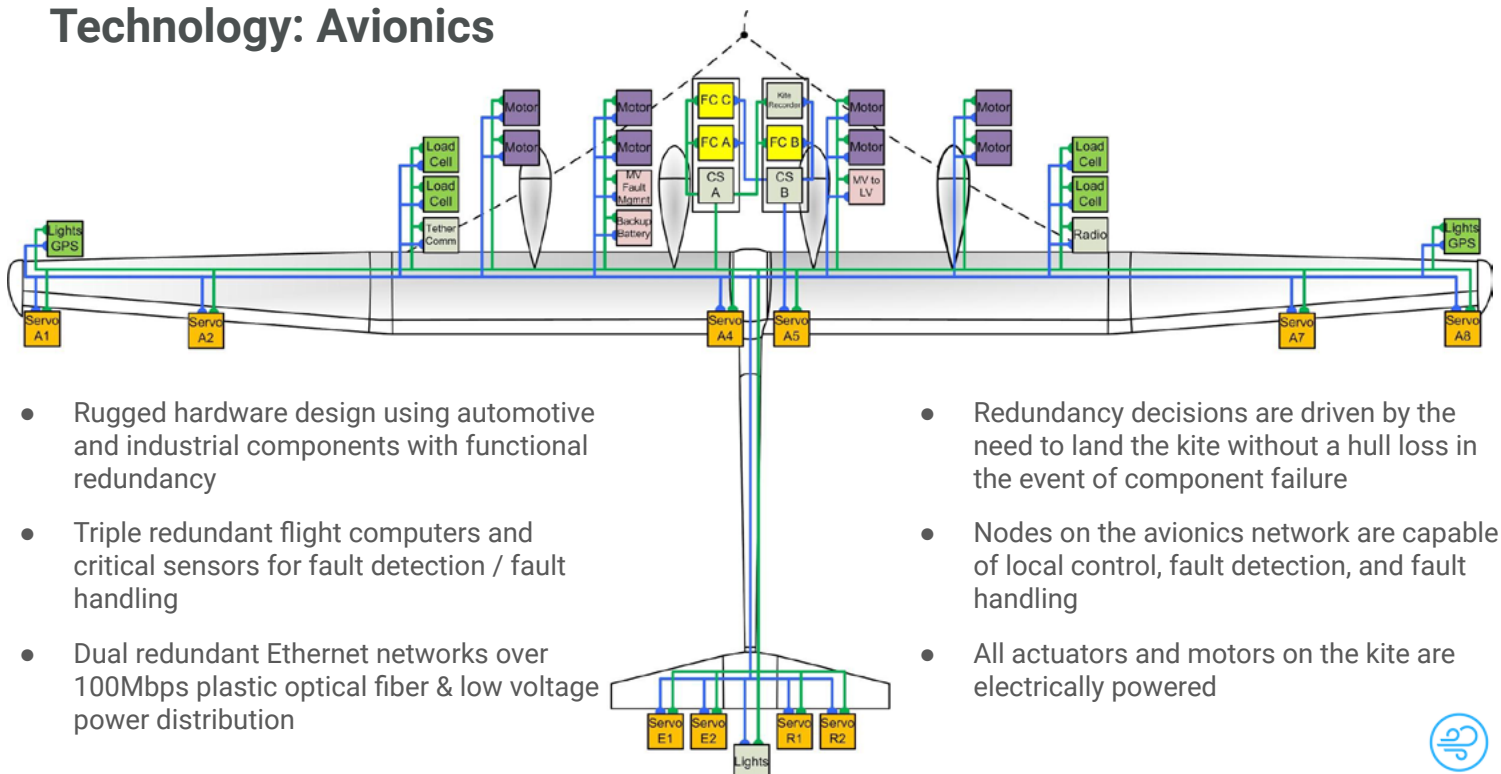 Technology: Avionics
Motor
Motor
FC C
Kite
Recorder
Motor
Motor
Load
Cell
Motor
Motor
FC A
FC B
Motor
Motor
Load
Cell
Load
Cell
MV
Fault
Mgmnt
CS
A
CS
B
MV to
LV
Load
Cell
Lights
GPS
Tether
Comm
Backup
Battery
Radio
Lights
GPS
Servo
A1
Servo
A2
Servo
A4
Servo
A5
Servo
A7
Servo
A8
● Rugged hardware design using automotive
and industrial components with functional
redundancy
● Triple redundant flight computers and
critical sensors for fault detection / fault
handling
● Dual redundant Ethernet networks over
100Mbps plastic optical fiber & low voltage
power distribution
● Redundancy decisions are driven by the
need to land the kite without a hull loss in
the event of component failure
● Nodes on the avionics network are capable
of local control, fault detection, and fault
handling
● All actuators and motors on the kite are
electrically powered
Servo
E1
Servo
E2
Servo
R1
Servo
R2
Lights